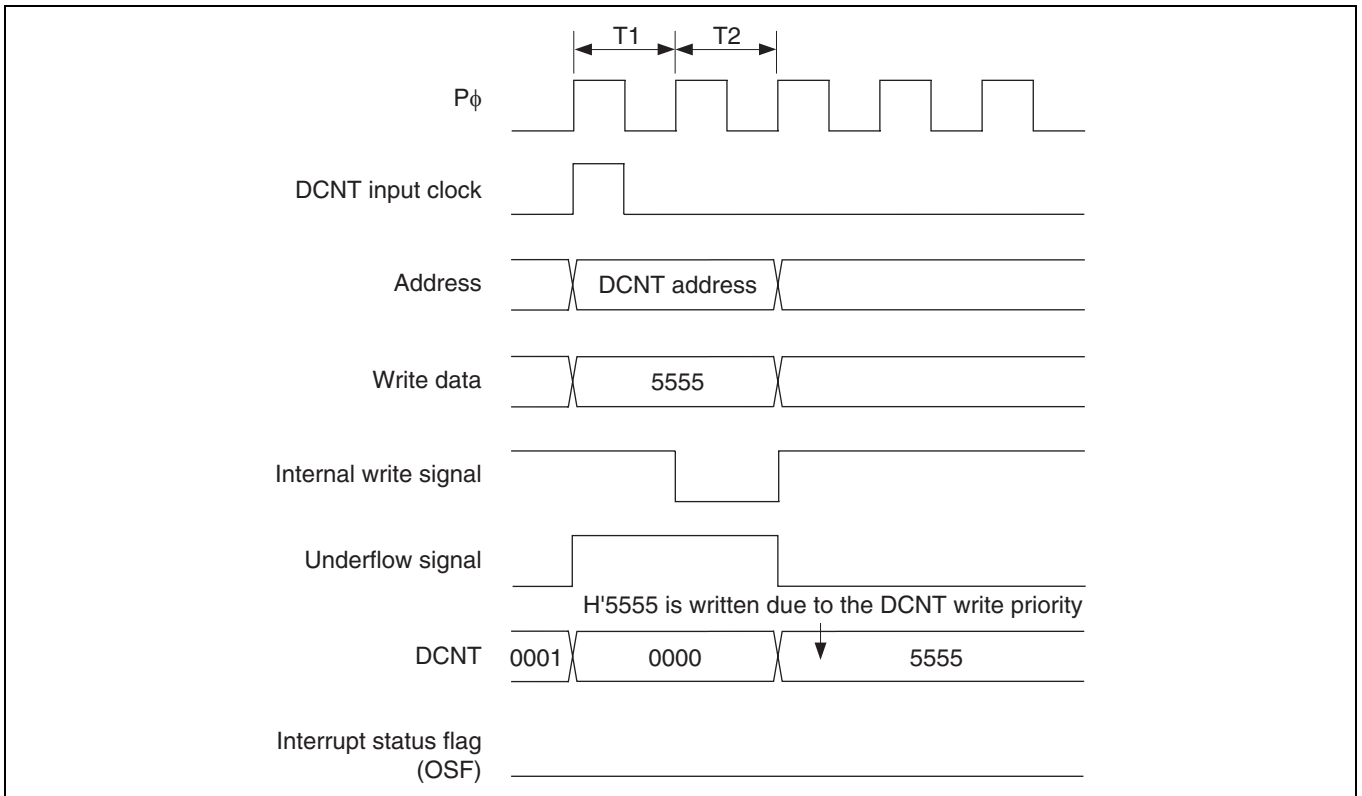 T1 T2
Pϕ
DCNT input clock
Address DCNT address
Write data 5555
Internal write signal
Underflow signal
H'5555 is written due to the DCNT write priority
DCNT 0001 0000 5555
Interrupt status flag
(OSF)